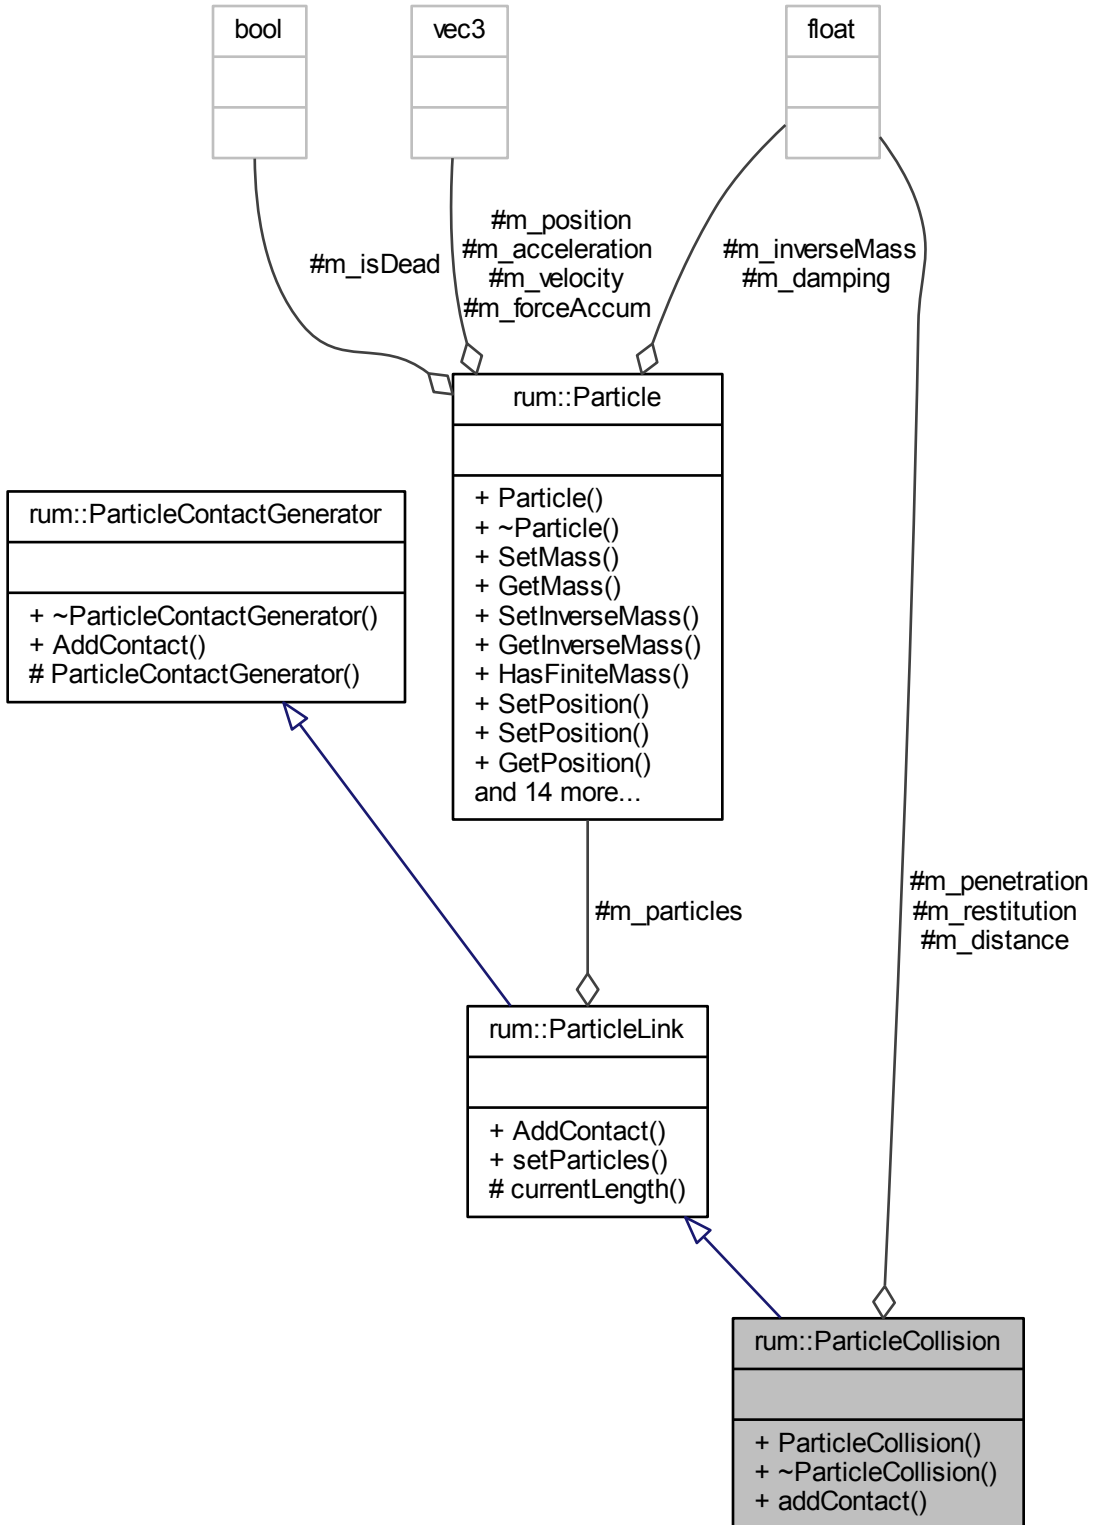 bool
vec3
float
#m_isDead
#m_position
#m_acceleration
#m_velocity
#m_forceAccum
#m_inverseMass
#m_damping
rum::Particle
+ Particle()
+ ~Particle()
+ SetMass()
+ GetMass()
+ SetInverseMass()
+ GetInverseMass()
+ HasFiniteMass()
+ SetPosition()
+ SetPosition()
+ GetPosition()
and 14 more...
rum::ParticleContactGenerator
+ ~ParticleContactGenerator()
+ AddContact()
# ParticleContactGenerator()
#m_particles
#m_penetration
#m_restitution
#m_distance
rum::ParticleLink
+ AddContact()
+ setParticles()
# currentLength()
rum::ParticleCollision
+ ParticleCollision()
+ ~ParticleCollision()
+ addContact()